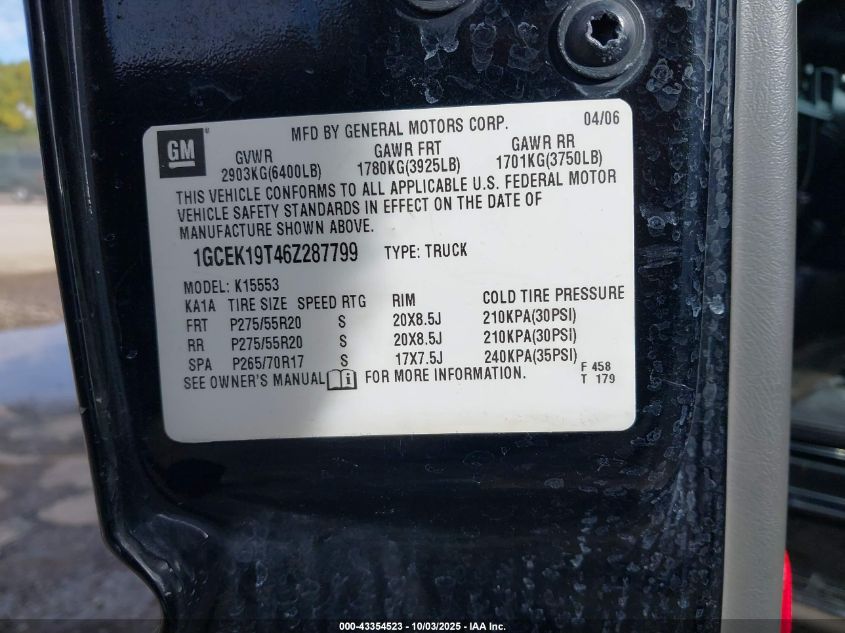 GM
MFD BY GENERAL MOTORS CORP. 04/06
GVWR GAWR FRT GAWR RR
2903KG(6400LB) 1780KG(3925LB) 1701KG(3750LB)
THIS VEHICLE CONFORMS TO ALL APPLICABLE U.S. FEDERAL MOTOR
VEHICLE SAFETY STANDARDS IN EFFECT ON THE DATE OF
MANUFACTURE SHOWN ABOVE.
1GCEK19T46Z287799 TYPE: TRUCK
MODEL: K15553
KA1A TIRE SIZE SPEED RTG RIM COLD TIRE PRESSURE
FRT P275/55R20 S 20X8.5J 210KPA(30PSI)
RR P275/55R20 S 20X8.5J 210KPA(30PSI)
SPA P265/70R17 S 17X7.5J 240KPA(35PSI)
SEE OWNER'S MANUAL FOR MORE INFORMATION.
F 458
T 179
000-43354523 - 10/03/2025 - IAA Inc.